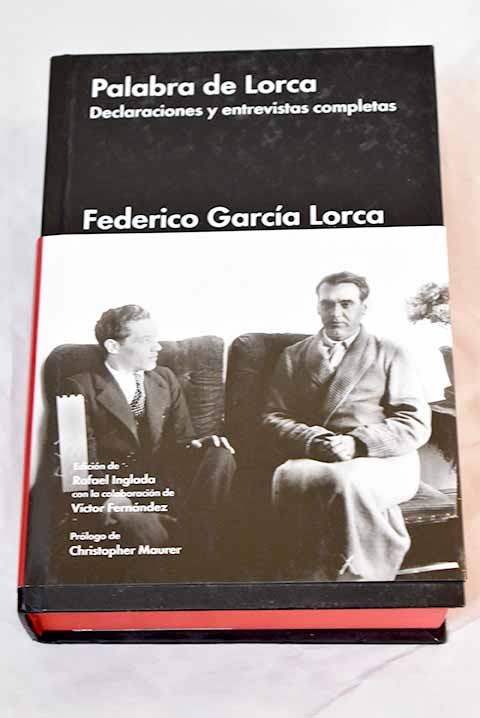 Palabra de Lorca
Declaraciones y entrevistas completas
Federico García Lorca
Edición de
Rafael Inglada
con la colaboración de
Víctor Fernández
Prólogo de
Christopher Maurer